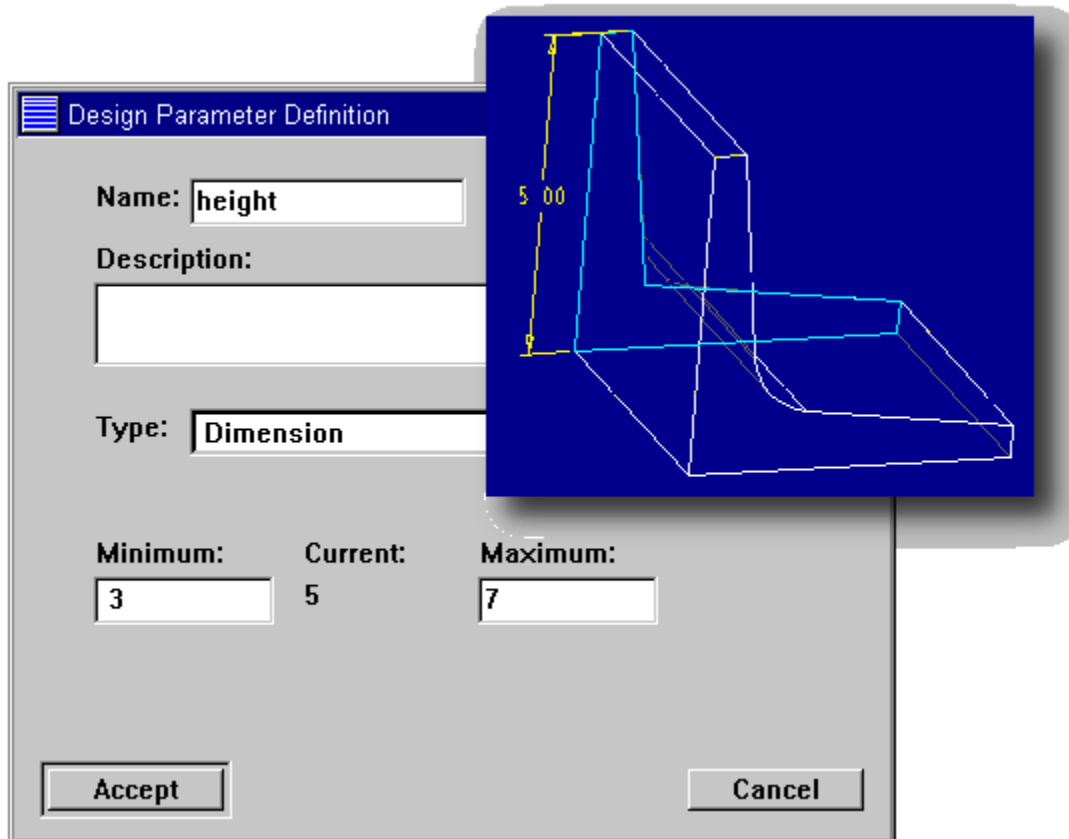 Design Parameter Definition
Name: height
5.00
Description:
Type: Dimension
Minimum: Current: Maximum:
3 5 7
Accept Cancel